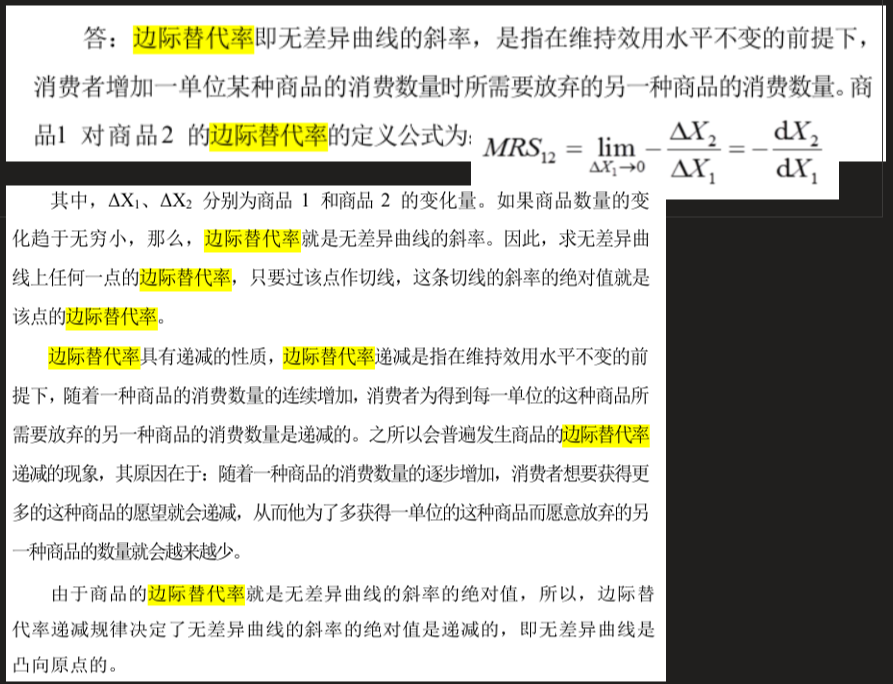 答：边际替代率即无差异曲线的斜率，是指在维持效用水平不变的前提下，
消费者增加一单位某种商品的消费数量时所需要放弃的另一种商品的消费数量。商
品1 对商品2 的边际替代率的定义公式为: MRS₁₂ = lim_{ΔX₁→0} − ΔX₂/ΔX₁ = − dX₂/dX₁
其中，ΔX₁、ΔX₂ 分别为商品 1 和商品 2 的变化量。如果商品数量的变
化趋于无穷小，那么，边际替代率就是无差异曲线的斜率。因此，求无差异曲
线上任何一点的边际替代率，只要过该点作切线，这条切线的斜率的绝对值就是
该点的边际替代率。
边际替代率具有递减的性质，边际替代率递减是指在维持效用水平不变的前
提下，随着一种商品的消费数量的连续增加，消费者为得到每一单位的这种商品所
需要放弃的另一种商品的消费数量是递减的。之所以会普遍发生商品的边际替代率
递减的现象，其原因在于：随着一种商品的消费数量的逐步增加，消费者想要获得更
多的这种商品的愿望就会递减，从而他为了多获得一单位的这种商品而愿意放弃的另
一种商品的数量就会越来越少。
由于商品的边际替代率就是无差异曲线的斜率的绝对值，所以，边际替
代率递减规律决定了无差异曲线的斜率的绝对值是递减的，即无差异曲线是
凸向原点的。